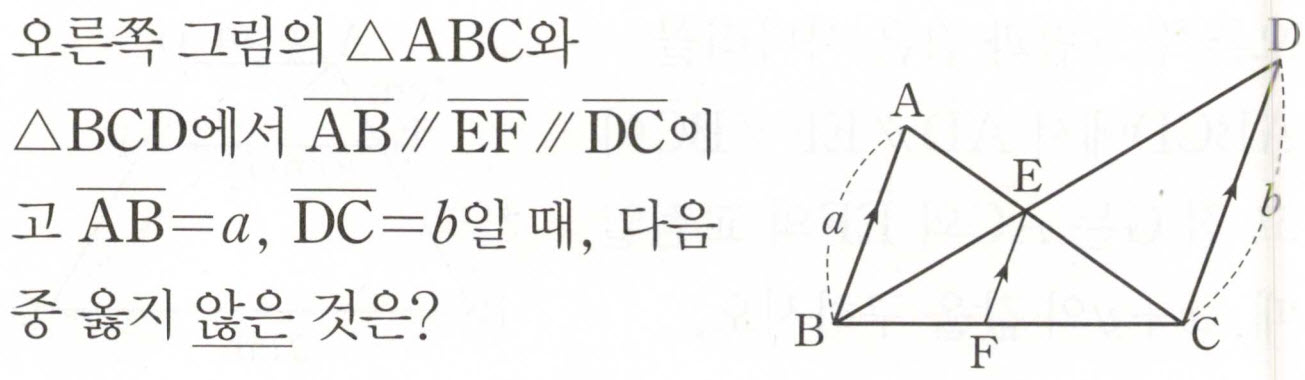 오른쪽 그림의 △ABC와
△BCD에서 \overline{AB}∥\overline{EF}∥\overline{DC}이
고 \overline{AB}=a, \overline{DC}=b일 때, 다음
중 옳지 않은 것은?
D
A
E
a
b
B
F
C